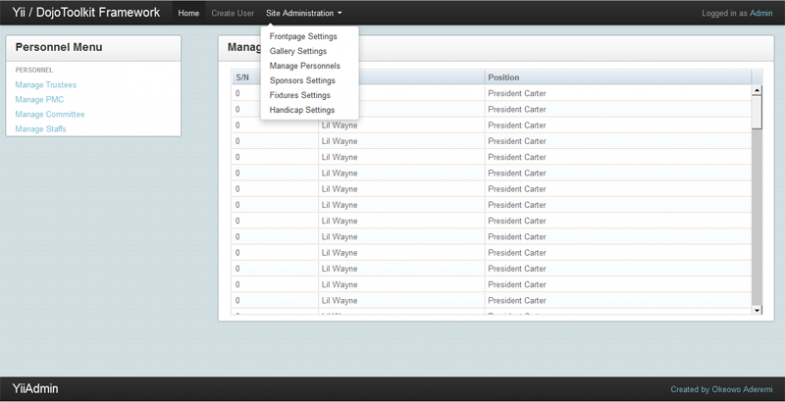 Yii / DojoToolkit Framework Home Create User Site Administration Logged in as Admin
Frontpage Settings
Gallery Settings
Manage Personnels
Sponsors Settings
Fixtures Settings
Handicap Settings
Personnel Menu
PERSONNEL
Manage Trustees
Manage PMC
Manage Committee
Manage Staffs
Manag
S/N Position
0 President Carter
0 President Carter
0 Lil Wayne President Carter
0 Lil Wayne President Carter
0 Lil Wayne President Carter
0 Lil Wayne President Carter
0 Lil Wayne President Carter
0 Lil Wayne President Carter
0 Lil Wayne President Carter
0 Lil Wayne President Carter
0 Lil Wayne President Carter
0 Lil Wayne President Carter
0 Lil Wayne President Carter
0 Lil Wayne President Carter
YiiAdmin Created by Okeowo Aderemi